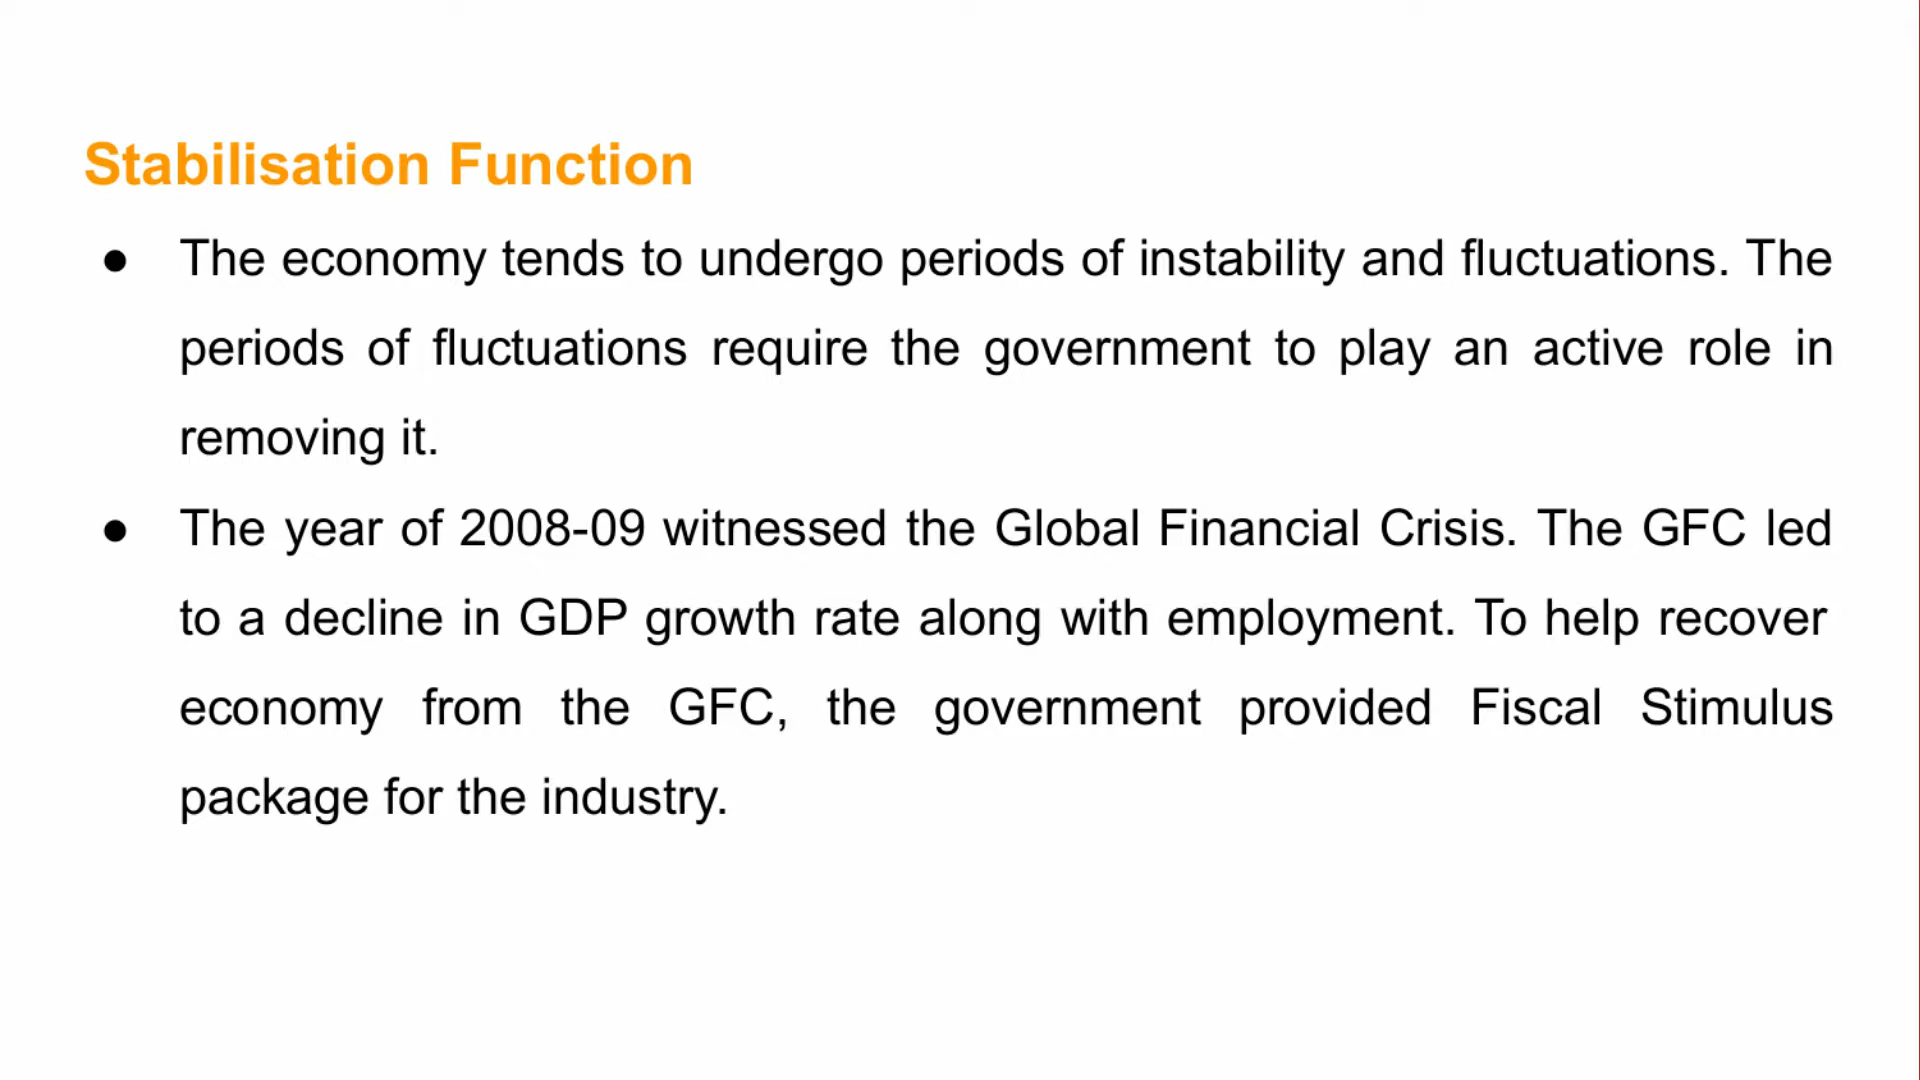 Stabilisation Function
● The economy tends to undergo periods of instability and fluctuations. The
periods of fluctuations require the government to play an active role in
removing it.
● The year of 2008-09 witnessed the Global Financial Crisis. The GFC led
to a decline in GDP growth rate along with employment. To help recover
economy from the GFC, the government provided Fiscal Stimulus
package for the industry.